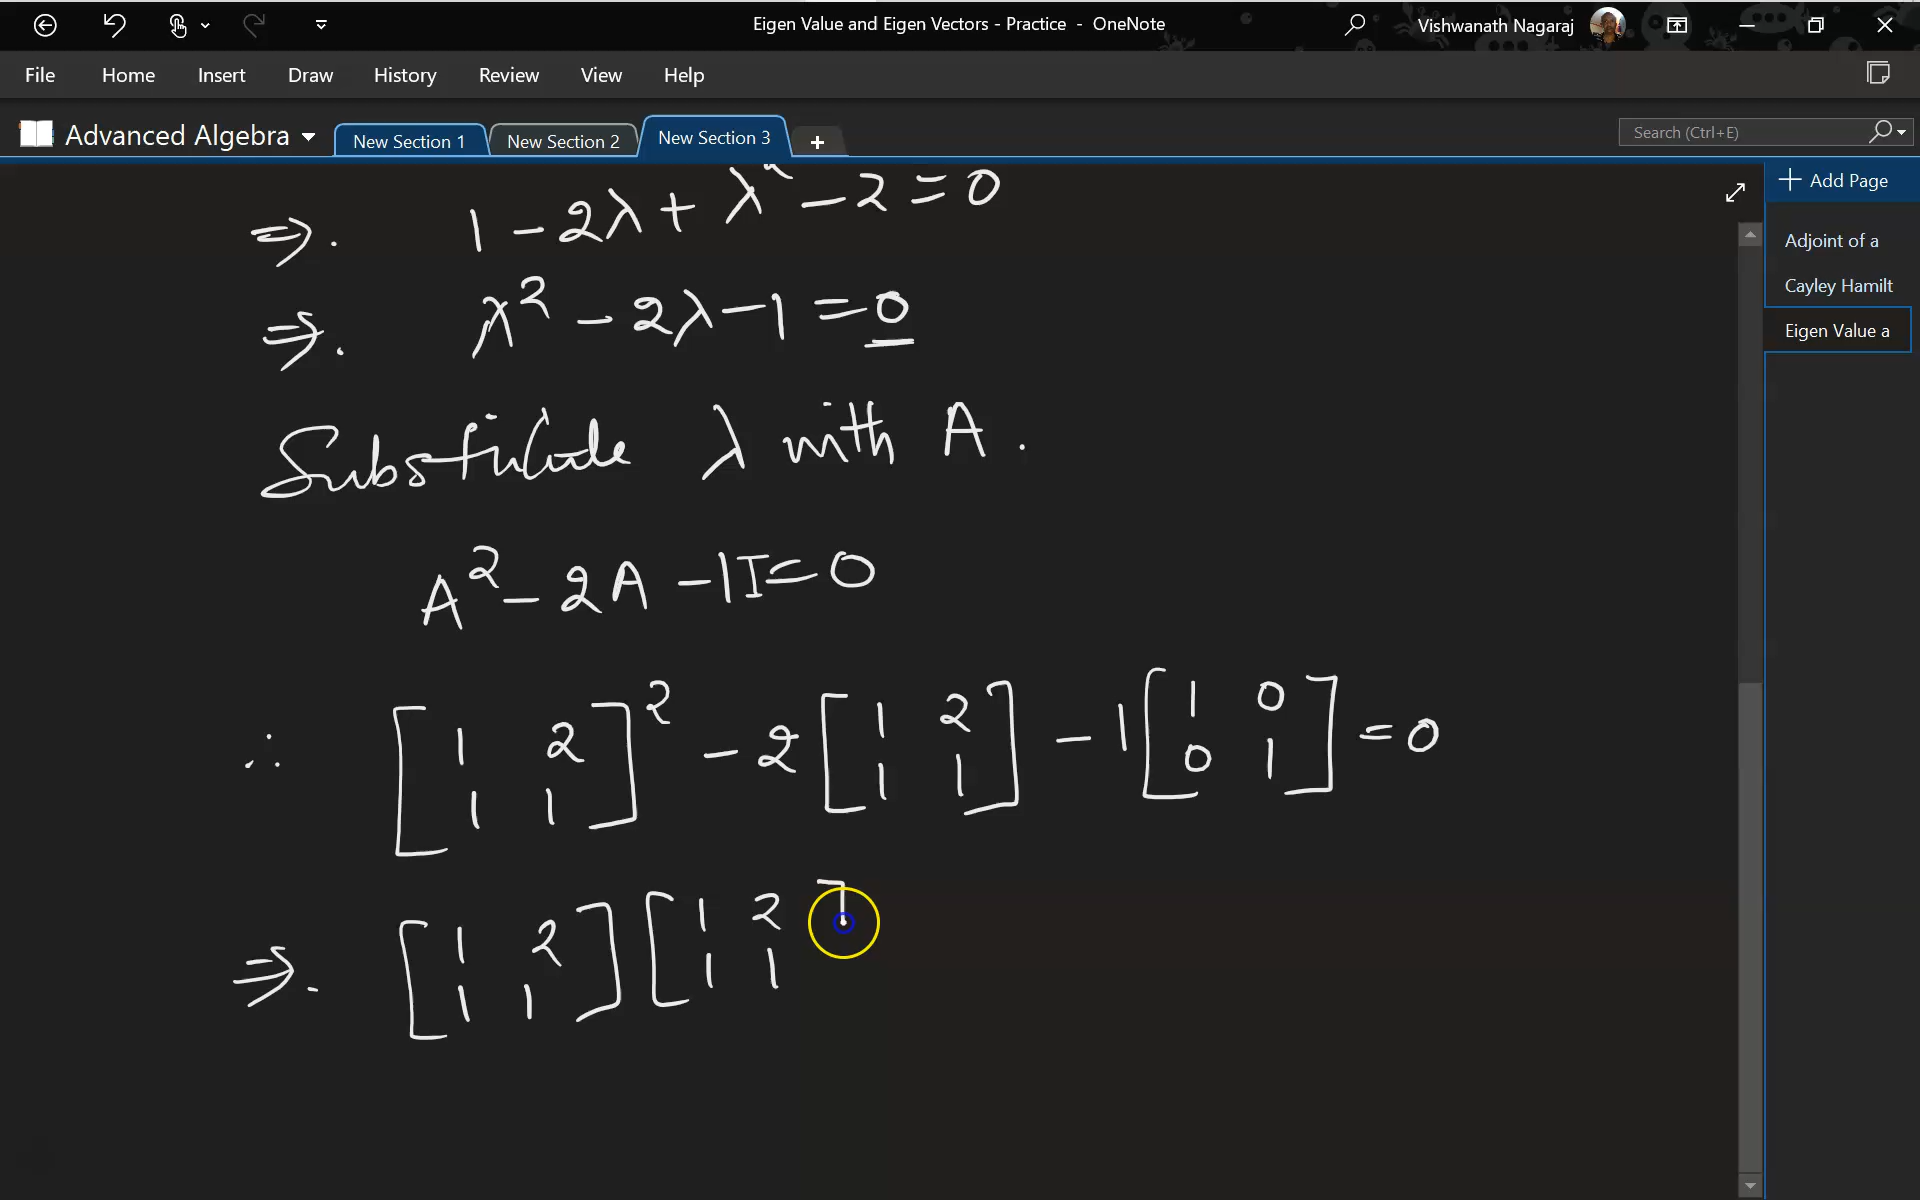 Eigen Value and Eigen Vectors - Practice - OneNote
Vishwanath Nagaraj
File Home Insert Draw History Review View Help
Advanced Algebra
New Section 1 New Section 2 New Section 3 +
Search (Ctrl+E)
Add Page
Adjoint of a
Cayley Hamilt
Eigen Value a
⇒. 1 - 2λ + λ² - 2 = 0
⇒. λ² - 2λ - 1 = 0
Substitute λ with A.
A² - 2A - 1I = 0
∴ [1 2; 1 1]² - 2 [1 2; 1 1] - 1 [1 0; 0 1] = 0
⇒. [1 2; 1 1] [1 2; 1 1]